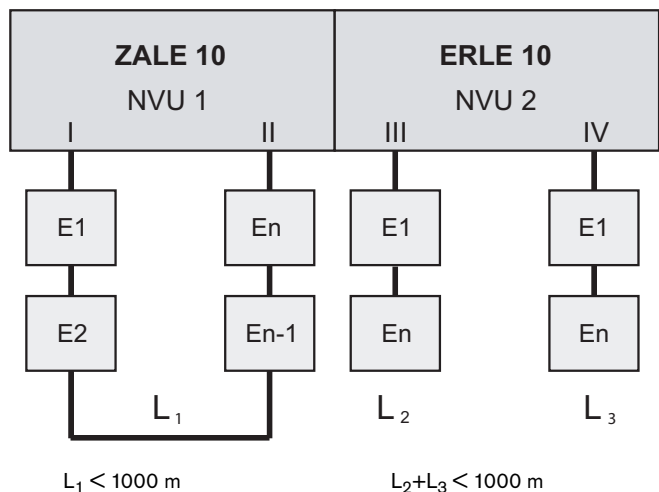 ZALE 10 ERLE 10
NVU 1 NVU 2
I II III IV
E1 En E1 E1
E2 En-1 En En
L₁ L₂ L₃
L₁ < 1000 m L₂+L₃ < 1000 m